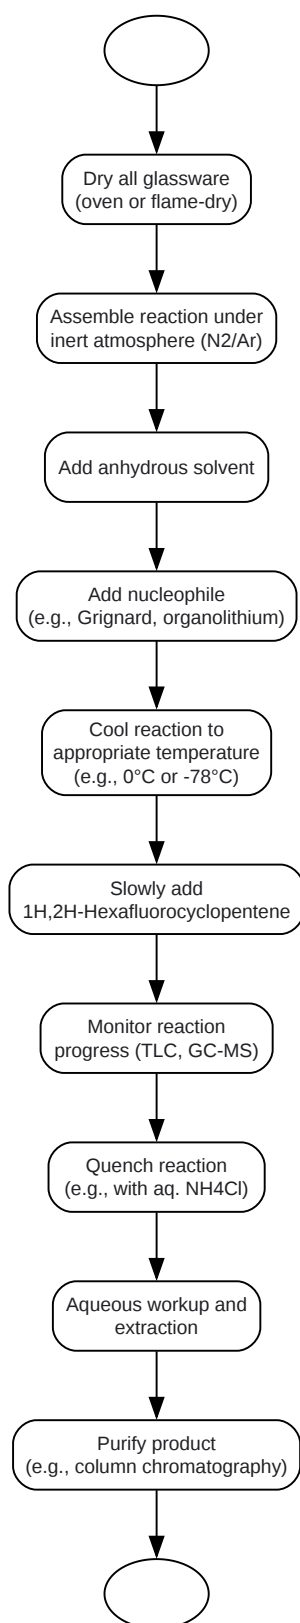 Dry all glassware
(oven or flame-dry)
Assemble reaction under
inert atmosphere (N2/Ar)
Add anhydrous solvent
Add nucleophile
(e.g., Grignard, organolithium)
Cool reaction to
appropriate temperature
(e.g., 0°C or -78°C)
Slowly add
1H,2H-Hexafluorocyclopentene
Monitor reaction
progress (TLC, GC-MS)
Quench reaction
(e.g., with aq. NH4Cl)
Aqueous workup and
extraction
Purify product
(e.g., column chromatography)